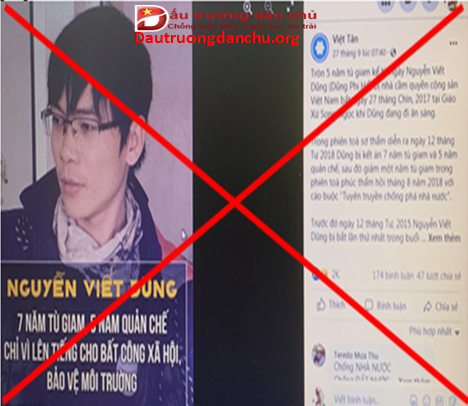 Đấu trường dân chủ
Dautruongdanchu.org
NGUYỄN VIẾT DŨNG
7 NĂM TÙ GIAM, 5 NĂM QUẢN CHẾ
CHỈ VÌ LÊN TIẾNG CHO BẤT CÔNG XÃ HỘI,
BẢO VỆ MÔI TRƯỜNG
Việt Tân
27 tháng 9 lúc 07:40
Tròn 5 năm tù giam kể từ ngày Nguyễn Viết
Dũng (Dũng Phi Hổ) bị nhà cầm quyền cộng sản
Việt Nam bắt ngày 27 tháng Chín, 2017 tại Giáo
Xứ Song Ngọc khi Dũng đang đi ăn sáng.
Trong phiên toà sơ thẩm diễn ra ngày 12 tháng
Tư 2018 Dũng bị kết án 7 năm tù giam và 5 năm
quản chế, sau đó giảm một năm tù giam trong
phiên toà phúc thẩm hồi tháng 8 năm 2018 với
cáo buộc "Tuyên truyền chống phá nhà nước".
Trước đó ngày 12 tháng Tư, 2015 Nguyễn Viết
Dũng bị bắt lần thứ nhất trong buổi ... Xem thêm
2K
174 bình luận 47 lượt chia sẻ
Thích
Bình luận
Chia sẻ
Phù hợp nhất
Teredo Mua Thu
Chống NHÀ NƯỚC
Viết bình luận...